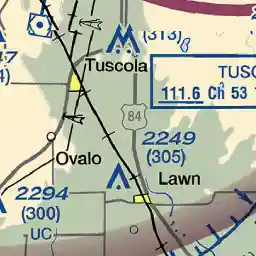 (313)
Tuscola
TUSC
111.6 CH 53
84
2249
(305)
Ovalo
Lawn
2294
(300)
UC